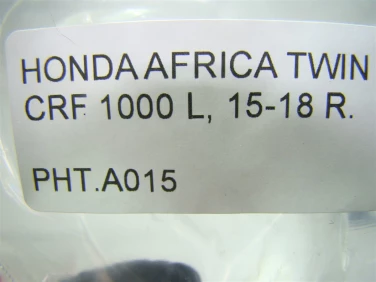 HONDA AFRICA TWIN
CRF 1000 L, 15-18 R.
PHT.A015